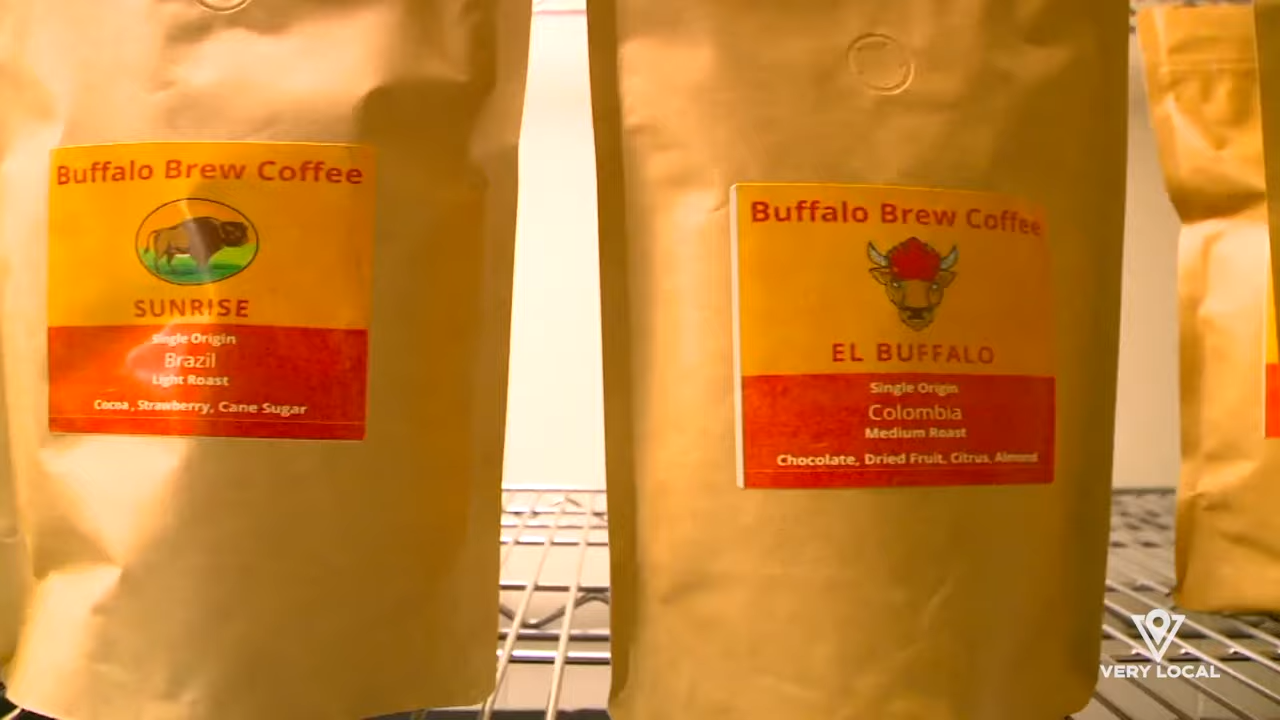 Buffalo Brew Coffee
SUNRISE
Single Origin
Brazil
Light Roast
Cocoa, Strawberry, Cane Sugar
Buffalo Brew Coffee
EL BUFFALO
Single Origin
Colombia
Medium Roast
Chocolate, Dried Fruit, Citrus, Almond
VERY LOCAL